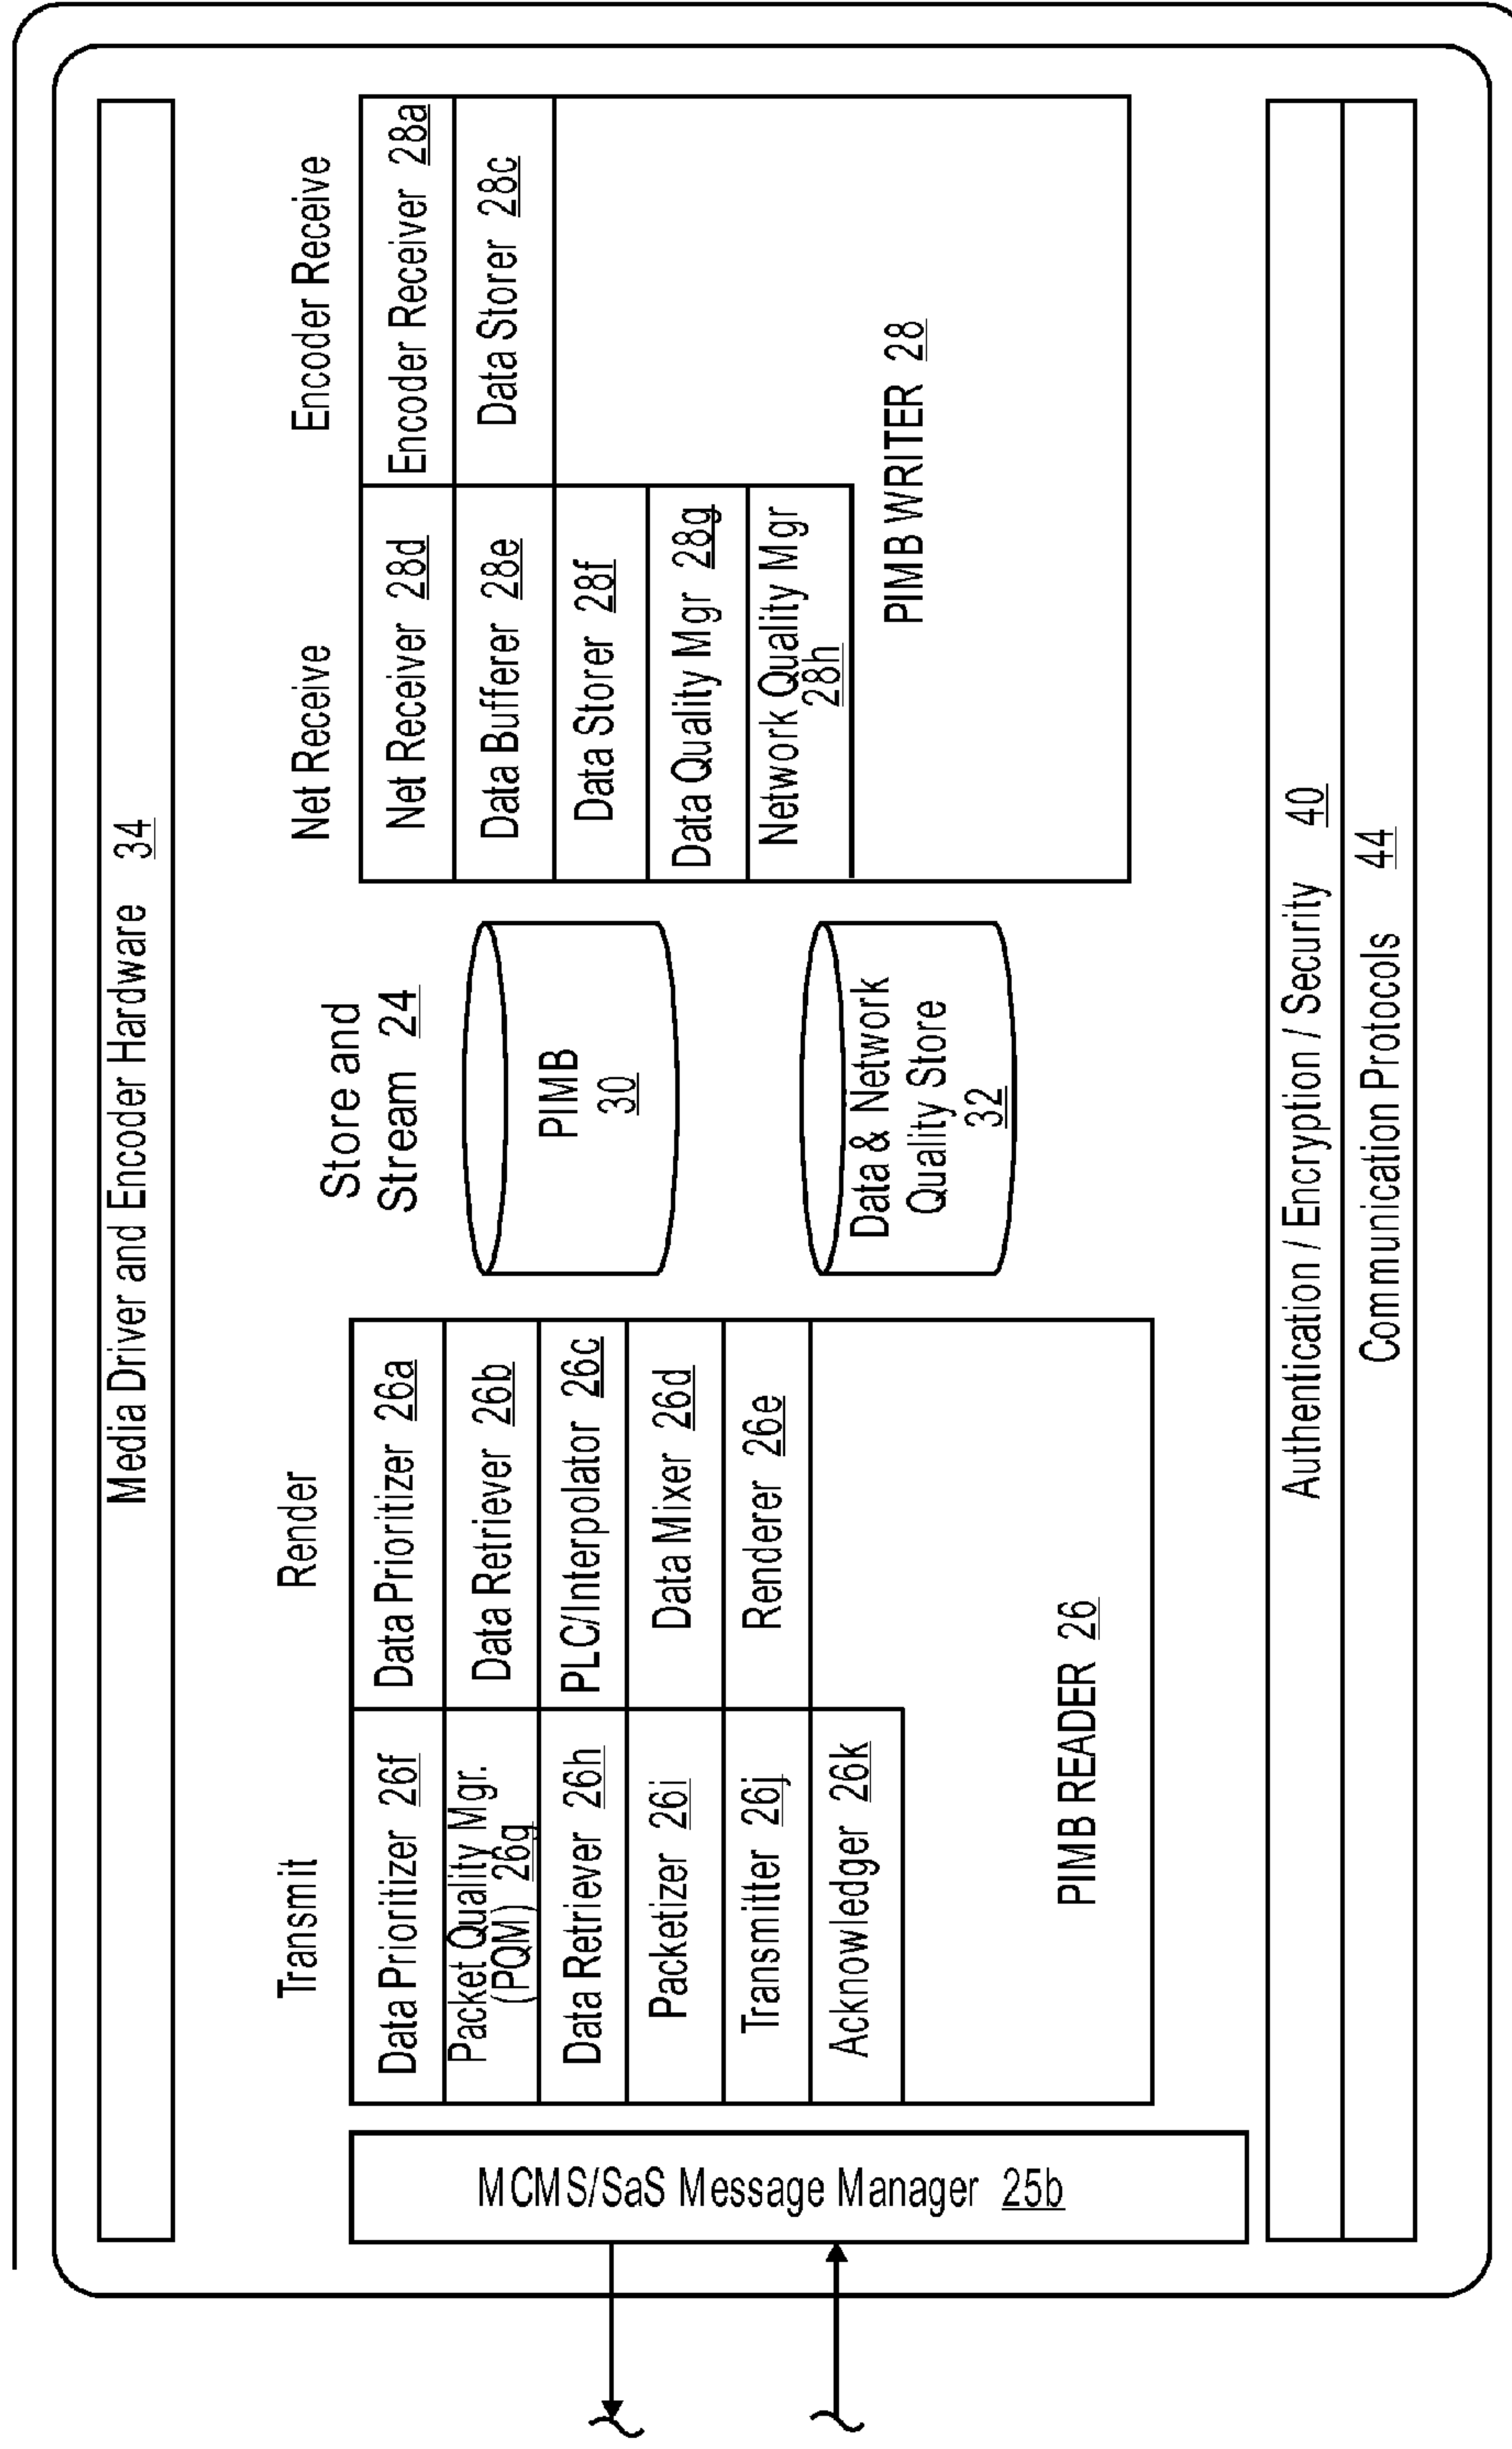 Media Driver and Encoder Hardware 34
MCMS/SaS Message Manager 25b
Transmit
Data Prioritizer 26f
Packet Quality Mgr.
(PQM) 26g
Data Retriever 26h
Packetizer 26i
Transmitter 26j
Acknowledger 26k
Render
Data Prioritizer 26a
Data Retriever 26b
PLC/Interpolator 26c
Data Mixer 26d
Renderer 26e
PIMB READER 26
Store and
Stream 24
PIMB
30
Data & Network
Quality Store
32
Net Receive
Net Receiver 28d
Data Bufferer 28e
Data Storer 28f
Data Quality Mgr 28g
Network Quality Mgr
28h
Encoder Receive
Encoder Receiver 28a
Data Storer 28c
PIMB WRITER 28
Authentication / Encryption / Security 40
Communication Protocols 44